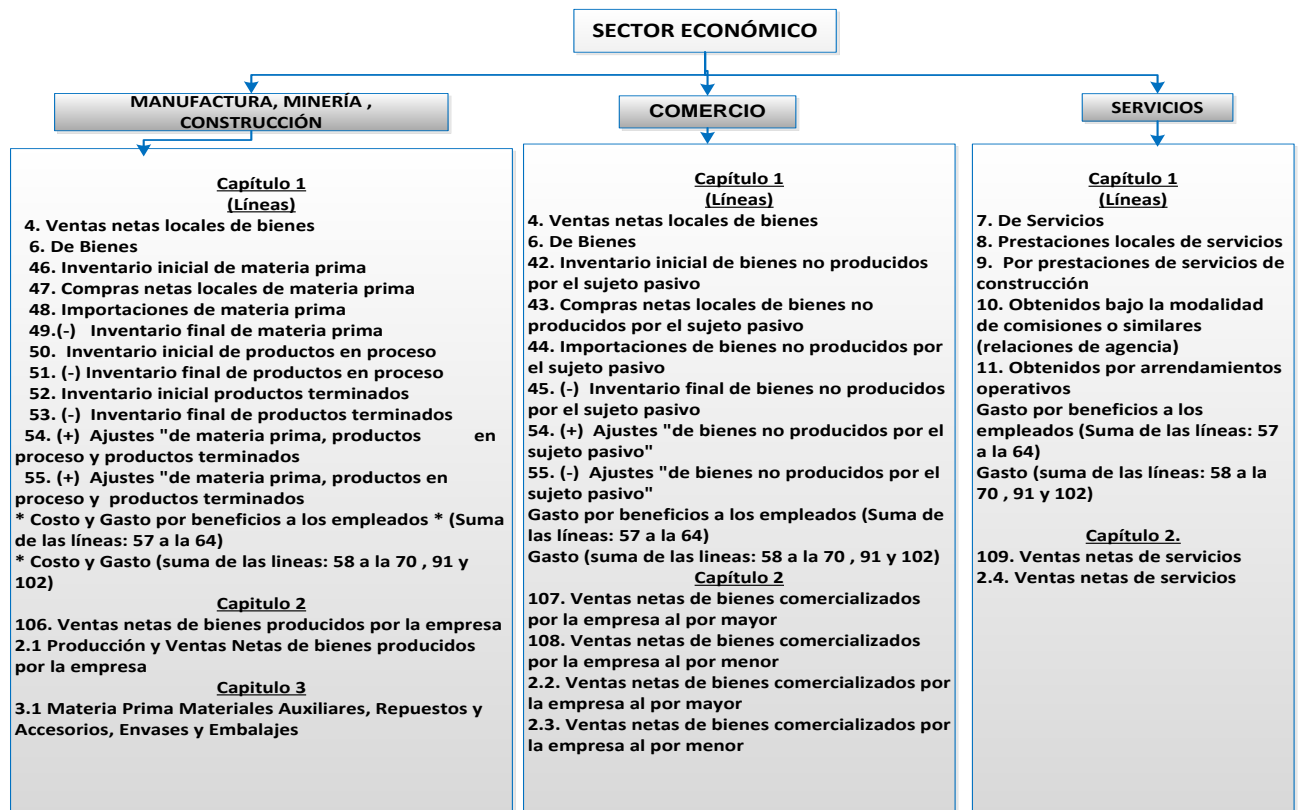 SECTOR ECONÓMICO
MANUFACTURA, MINERÍA ,
CONSTRUCCIÓN
Capítulo 1
(Líneas)
4. Ventas netas locales de bienes
6. De Bienes
46. Inventario inicial de materia prima
47. Compras netas locales de materia prima
48. Importaciones de materia prima
49.(-) Inventario final de materia prima
50. Inventario inicial de productos en proceso
51. (-) Inventario final de productos en proceso
52. Inventario inicial productos terminados
53. (-) Inventario final de productos terminados
54. (+) Ajustes "de materia prima, productos en
proceso y productos terminados
55. (+) Ajustes "de materia prima, productos en
proceso y productos terminados
* Costo y Gasto por beneficios a los empleados * (Suma
de las líneas: 57 a la 64)
* Costo y Gasto (suma de las lineas: 58 a la 70 , 91 y
102)
Capitulo 2
106. Ventas netas de bienes producidos por la empresa
2.1 Producción y Ventas Netas de bienes producidos
por la empresa
Capitulo 3
3.1 Materia Prima Materiales Auxiliares, Repuestos y
Accesorios, Envases y Embalajes
COMERCIO
Capítulo 1
(Líneas)
4. Ventas netas locales de bienes
6. De Bienes
42. Inventario inicial de bienes no producidos
por el sujeto pasivo
43. Compras netas locales de bienes no
producidos por el sujeto pasivo
44. Importaciones de bienes no producidos por
el sujeto pasivo
45. (-) Inventario final de bienes no producidos
por el sujeto pasivo
54. (+) Ajustes "de bienes no producidos por el
sujeto pasivo"
55. (-) Ajustes "de bienes no producidos por el
sujeto pasivo"
Gasto por beneficios a los empleados (Suma de
las líneas: 57 a la 64)
Gasto (suma de las lineas: 58 a la 70 , 91 y 102)
Capítulo 2
107. Ventas netas de bienes comercializados
por la empresa al por mayor
108. Ventas netas de bienes comercializados
por la empresa al por menor
2.2. Ventas netas de bienes comercializados por
la empresa al por mayor
2.3. Ventas netas de bienes comercializados por
la empresa al por menor
SERVICIOS
Capítulo 1
(Líneas)
7. De Servicios
8. Prestaciones locales de servicios
9. Por prestaciones de servicios de
construcción
10. Obtenidos bajo la modalidad
de comisiones o similares
(relaciones de agencia)
11. Obtenidos por arrendamientos
operativos
Gasto por beneficios a los
empleados (Suma de las líneas: 57
a la 64)
Gasto (suma de las líneas: 58 a la
70 , 91 y 102)
Capítulo 2.
109. Ventas netas de servicios
2.4. Ventas netas de servicios